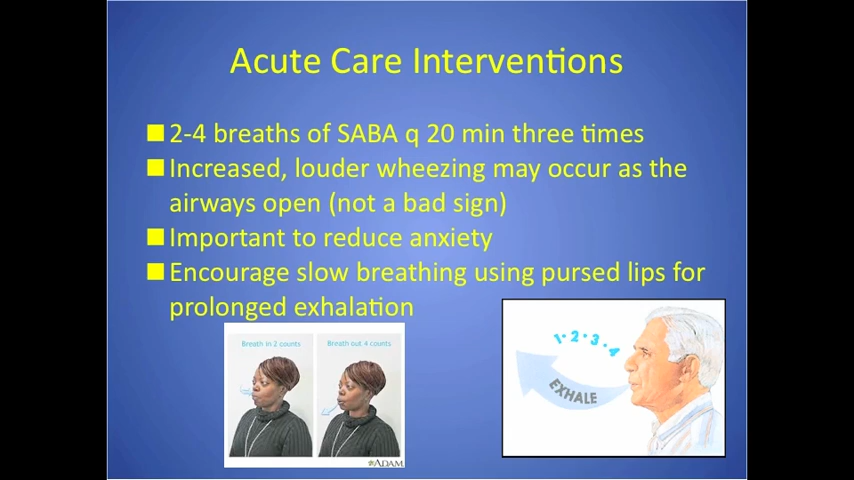 Acute Care Interventions
2-4 breaths of SABA q 20 min three times
Increased, louder wheezing may occur as the
airways open (not a bad sign)
Important to reduce anxiety
Encourage slow breathing using pursed lips for
prolonged exhalation
Breath in 2 counts
Breath out 4 counts
ADAM
1•2•3•4
EXHALE